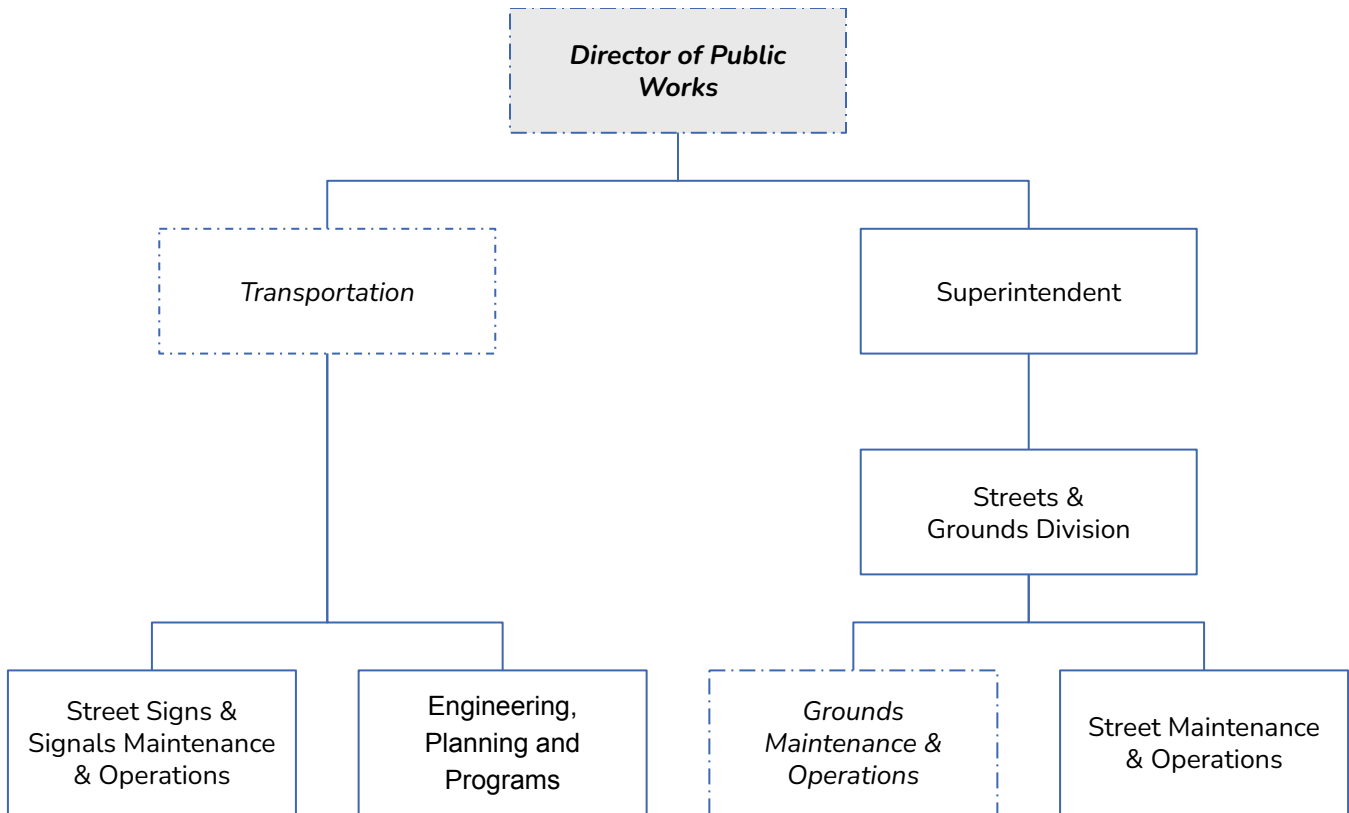 Director of Public
Works
Transportation
Superintendent
Streets &
Grounds Division
Street Signs &
Signals Maintenance
& Operations
Engineering,
Planning and
Programs
Grounds
Maintenance &
Operations
Street Maintenance
& Operations